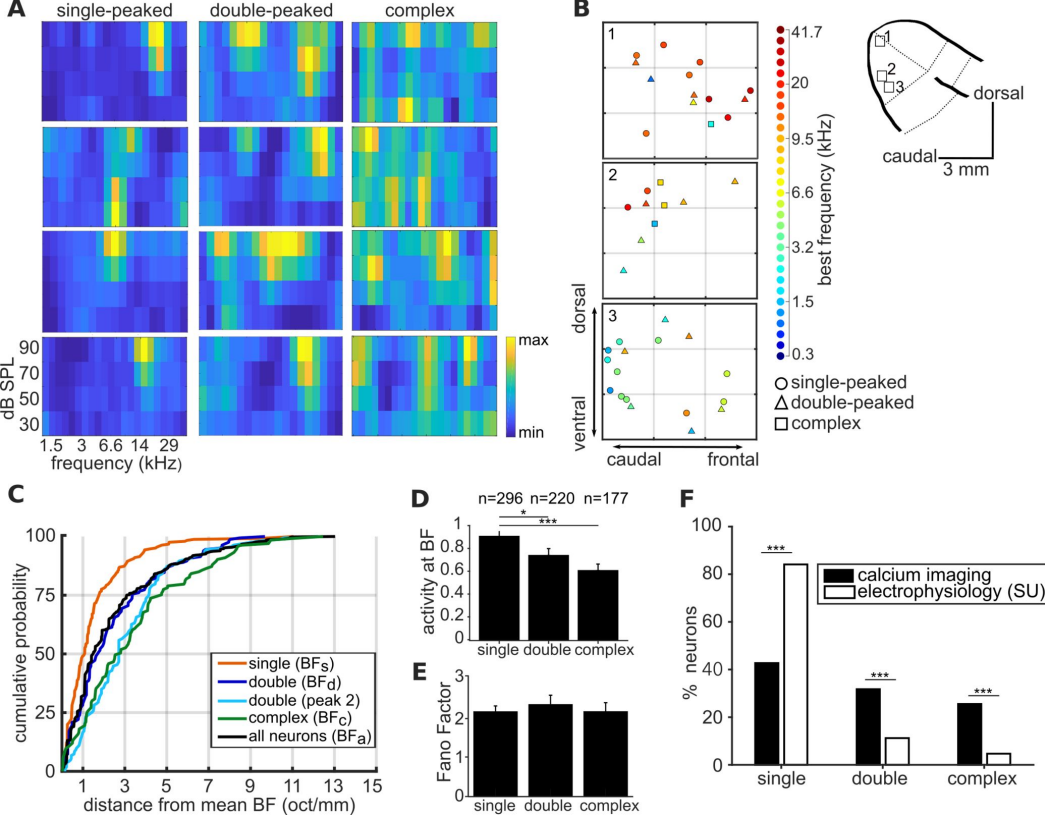 A
single-peaked double-peaked complex
90
70
50
30
dB SPL
1.5 3 6.6 14 29
frequency (kHz)
max
min
B
1
2
3
dorsal
ventral
caudal frontal
41.7
20
9.5
6.6
3.2
1.5
0.3
best frequency (kHz)
single-peaked
double-peaked
complex
1
2
3
dorsal
caudal
3 mm
C
100
75
50
25
0
cumulative probability
1 3 5 7 9 11 13 15
distance from mean BF (oct/mm)
single (BFs)
double (BFd)
double (peak 2)
complex (BFc)
all neurons (BFa)
D
n=296 n=220 n=177
*
***
1
0.8
0.6
0.4
0.2
0
activity at BF
single double complex
E
3
2
1
0
Fano Factor
single double complex
F
100
80
60
40
20
0
% neurons
***
***
***
calcium imaging
electrophysiology (SU)
single double complex